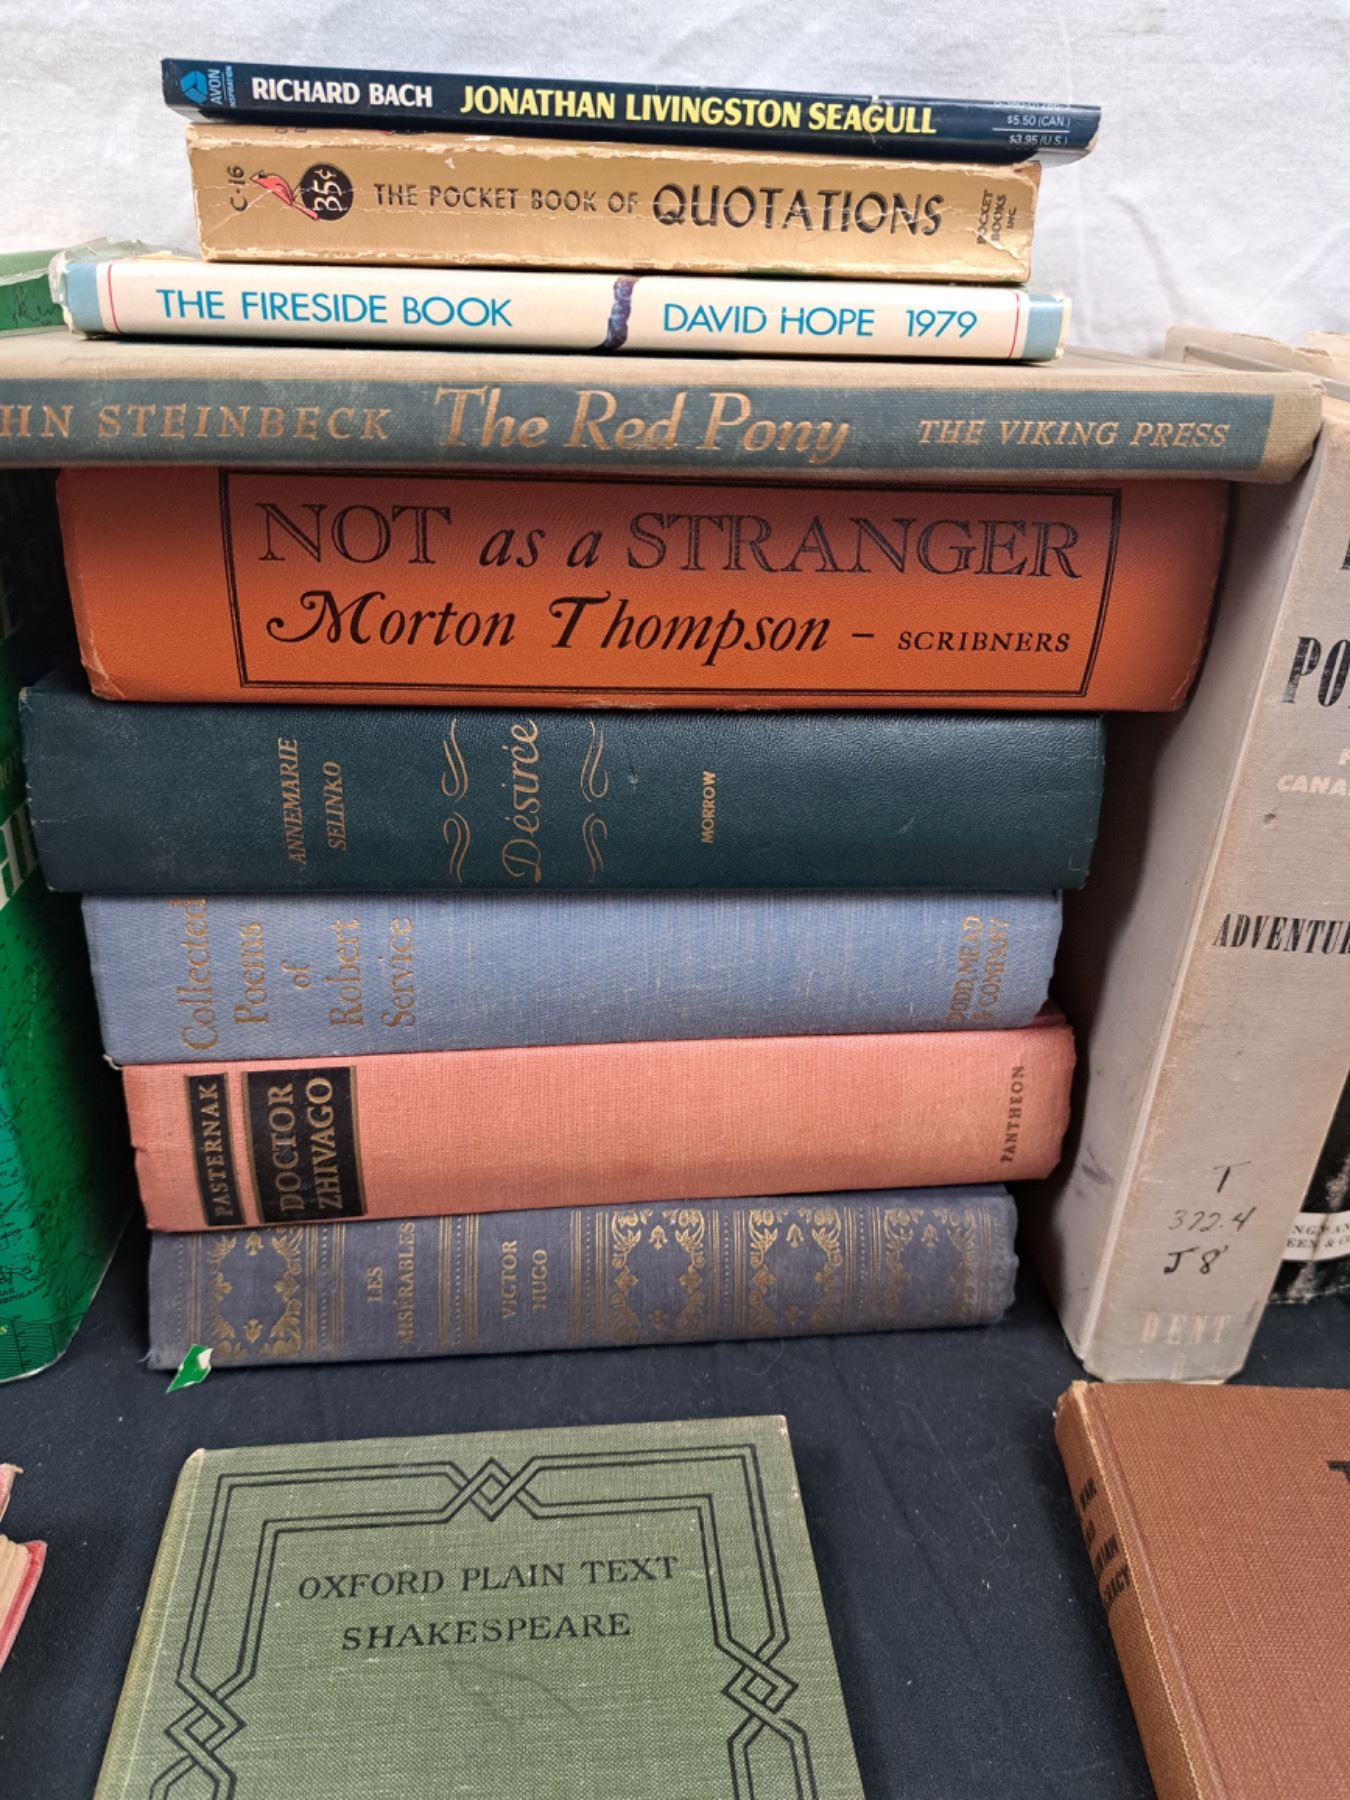 AVON
INSPIRATION
RICHARD BACH JONATHAN LIVINGSTON SEAGULL
$5.50 (CAN.)
$3.95 (U.S.)
C-16
35¢
THE POCKET BOOK OF QUOTATIONS
POCKET
BOOKS
INC.
THE FIRESIDE BOOK DAVID HOPE 1979
HN STEINBECK The Red Pony THE VIKING PRESS
NOT as a STRANGER
Morton Thompson – SCRIBNERS
ANNEMARIE
SELINKO
Désirée
MORROW
Collected
Poems
of
Robert
Service
DODD, MEAD
& COMPANY
PASTERNAK
DOCTOR
ZHIVAGO
PANTHEON
LES
MISÉRABLES
VICTOR
HUGO
PO
CANA
ADVENTU
T
372.4
J8
DENT
OXFORD PLAIN TEXT
SHAKESPEARE